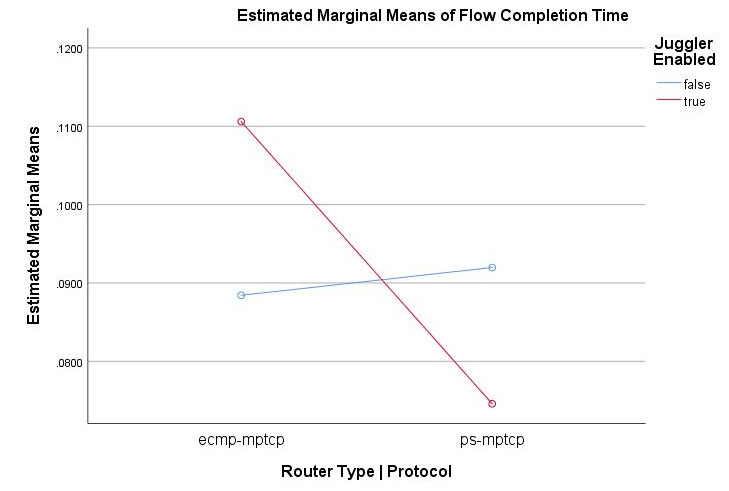 Estimated Marginal Means of Flow Completion Time
Juggler
Enabled
false
true
Estimated Marginal Means
.1200
.1100
.1000
.0900
.0800
ecmp-mptcp
ps-mptcp
Router Type | Protocol